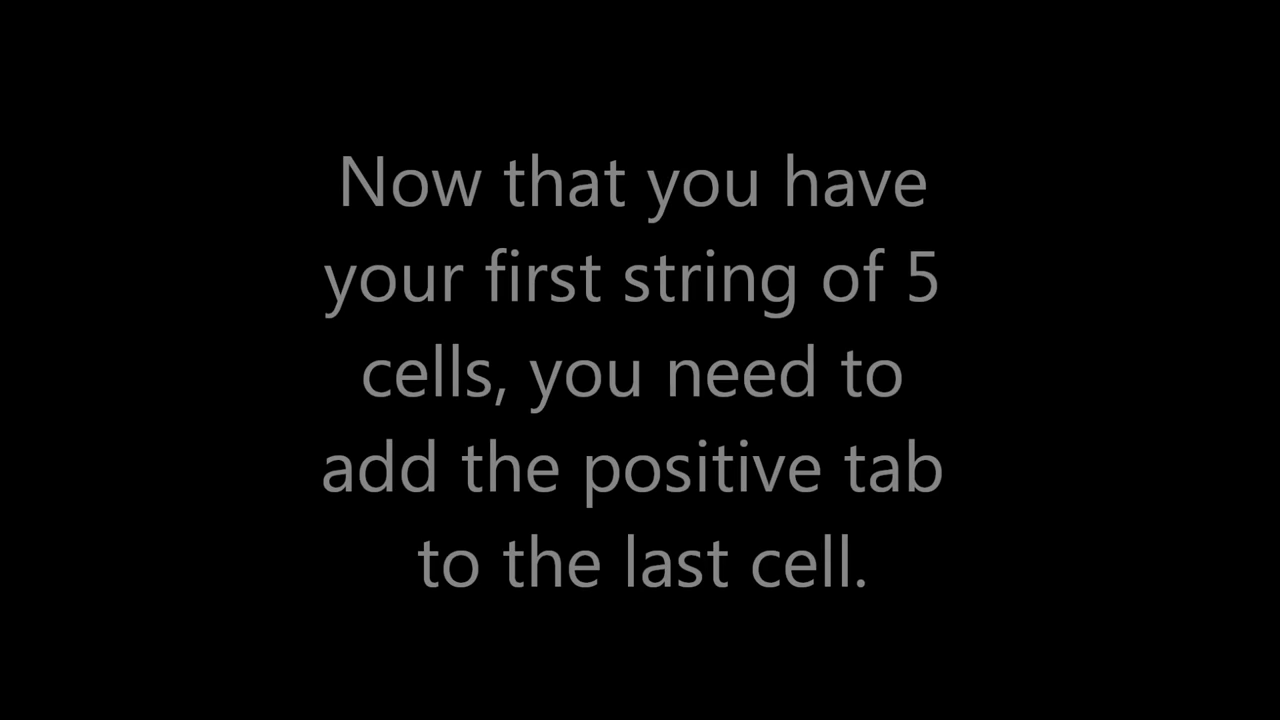 Now that you have
your first string of 5
cells, you need to
add the positive tab
to the last cell.